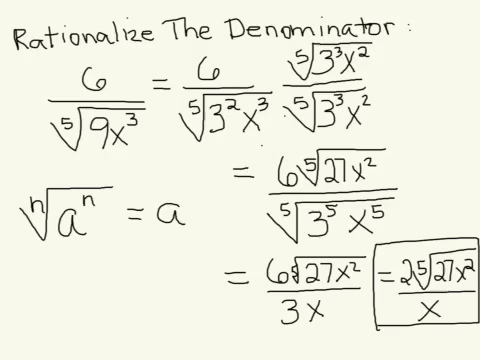 Rationalize The Denominator:
6/⁵√(9x³) = 6/⁵√(3²x³) ⁵√(3³x²)/⁵√(3³x²)
= 6⁵√(27x²)/⁵√(3⁵x⁵)
ⁿ√(aⁿ) = a
= 6⁵√(27x²)/3x = 2⁵√(27x²)/x